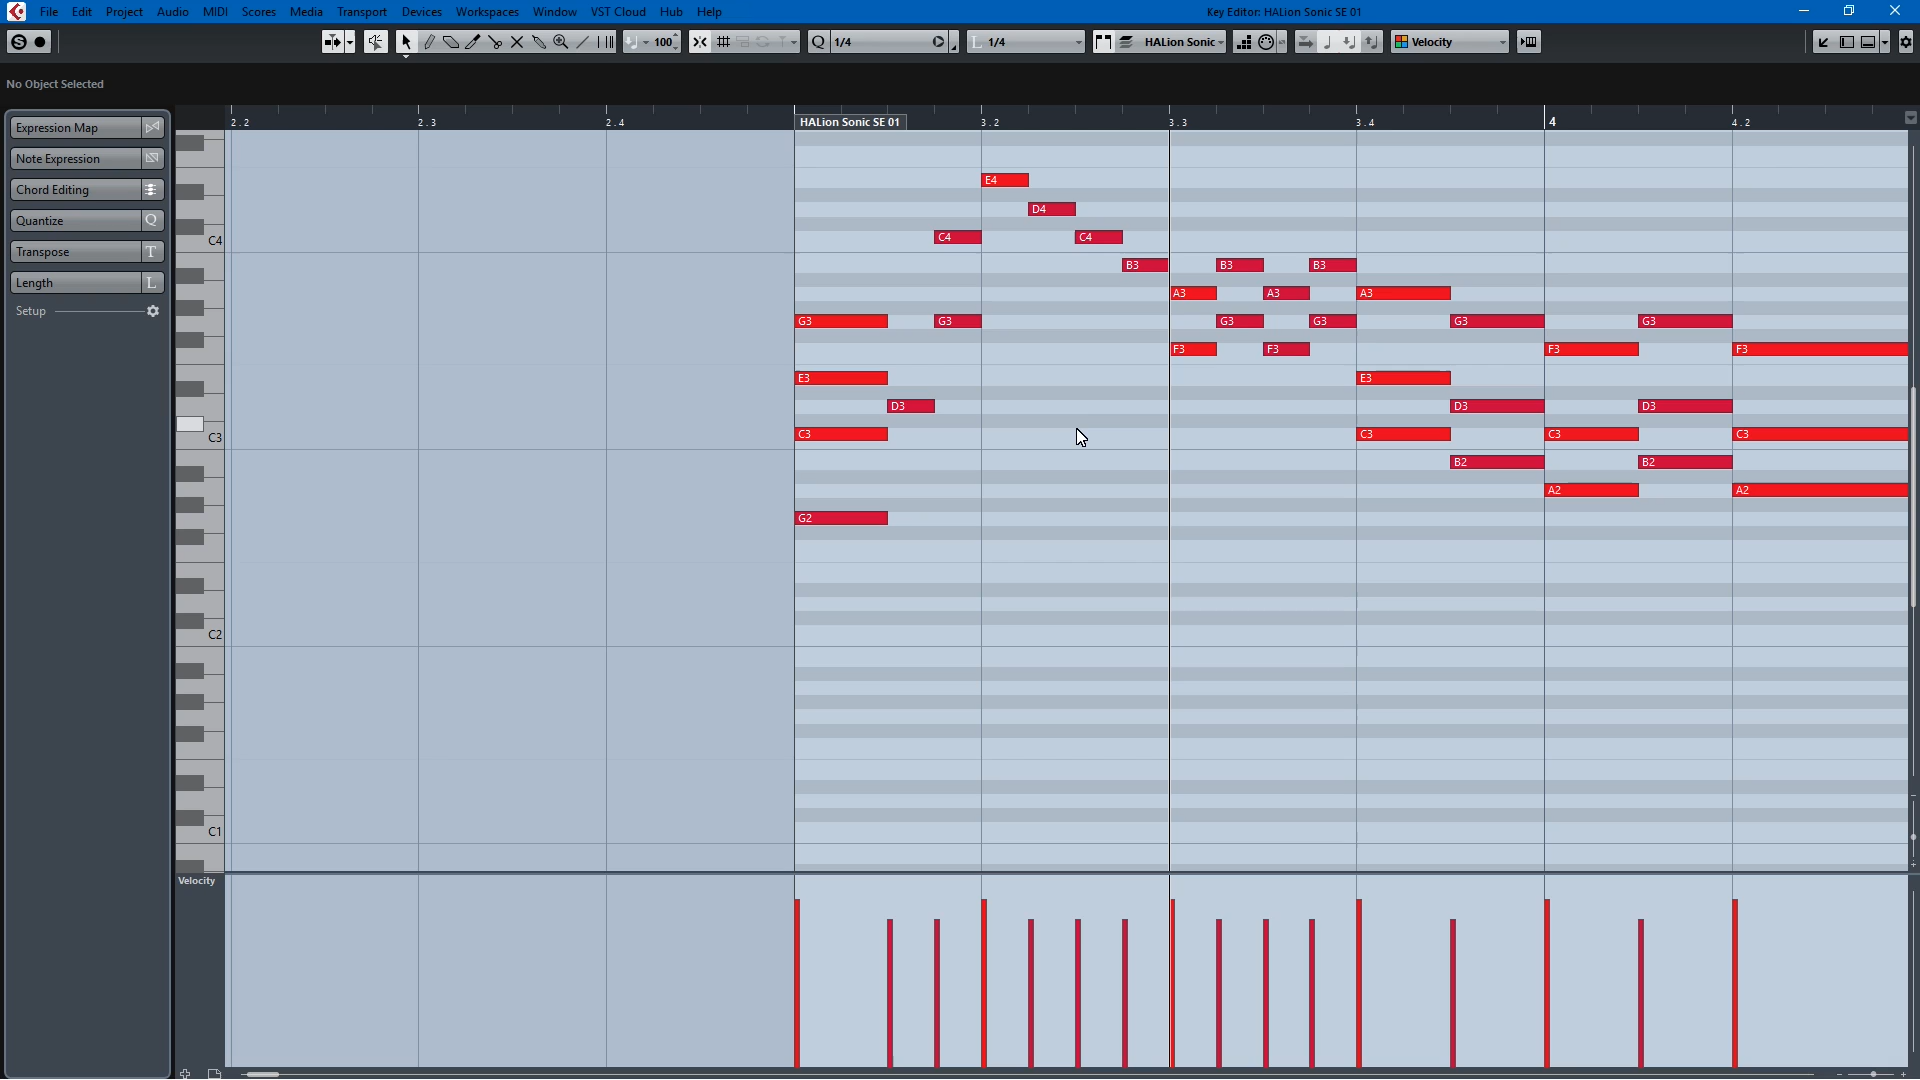 File Edit Project Audio MIDI Scores Media Transport Devices Workspaces Window VST Cloud Hub Help Key Editor: HALion Sonic SE 01
S 100 Q 1/4 L 1/4 HALion Sonic Velocity
No Object Selected
Expression Map
Note Expression
Chord Editing
Quantize Q
Transpose T
Length L
Setup
2.2 2.3 2.4 HALion Sonic SE 01 3.2 3.3 3.4 4 4.2
E4
D4
C4 C4 C4
B3 B3 B3
A3 A3 A3
G3 G3 G3 G3 G3 G3
F3 F3 F3 F3
E3 E3
D3 D3 D3
C3 C3 C3 C3 C3
B2 B2
A2 A2
G2
C2
C1
Velocity